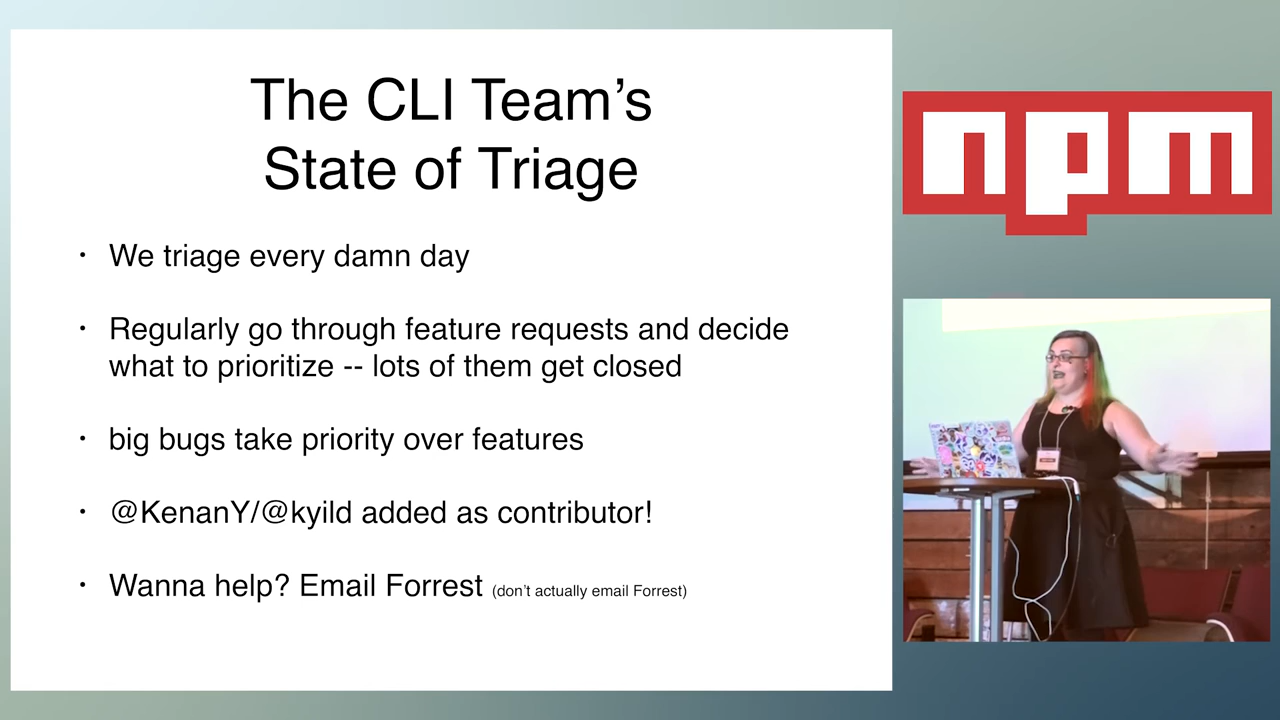 The CLI Team’s
State of Triage
• We triage every damn day
• Regularly go through feature requests and decide
what to prioritize -- lots of them get closed
• big bugs take priority over features
• @KenanY/@kyild added as contributor!
• Wanna help? Email Forrest (don’t actually email Forrest)
npm